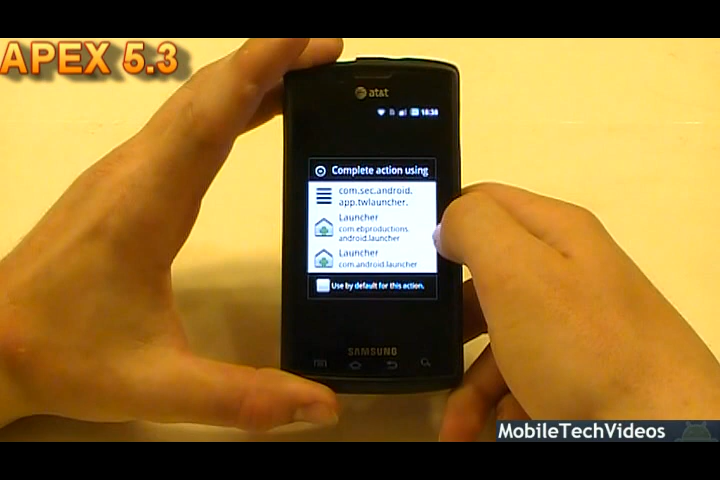 APEX 5.3
at&t
18:38
Complete action using
com.sec.android.
app.twlauncher.
Launcher
com.ebproductions.
android.launcher
Launcher
com.android.launcher
Use by default for this action.
SAMSUNG
MobileTechVideos